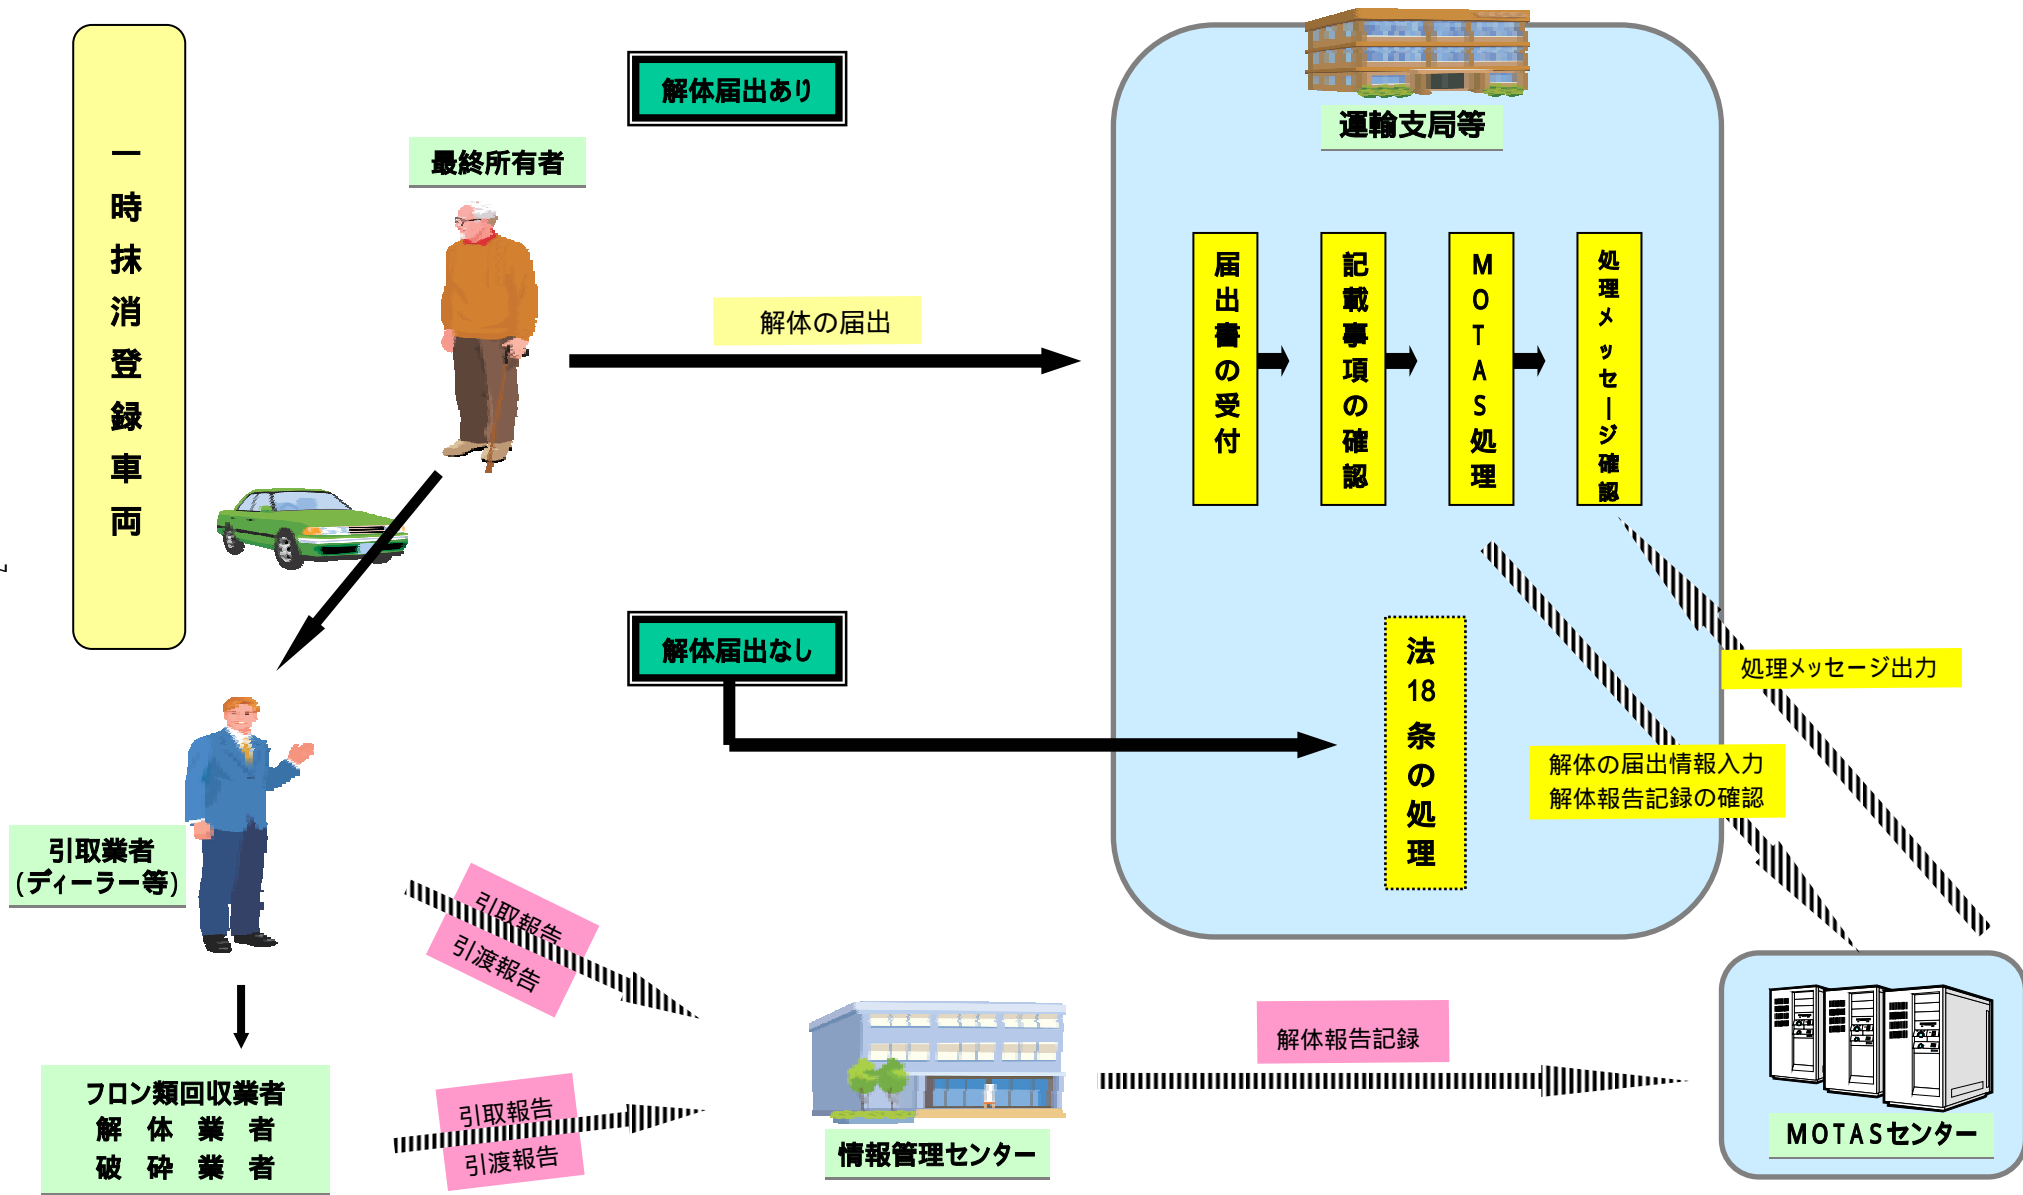 一時抹消登録車両
解体届出あり
最終所有者
運輸支局等
解体の届出
届出書の受付
記載事項の確認
MOTAS処理
処理メッセージ確認
解体届出なし
法18条の処理
処理メッセージ出力
解体の届出情報入力
解体報告記録の確認
引取業者
(ディーラー等)
引取報告
引渡報告
フロン類回収業者
解体業者
破砕業者
引取報告
引渡報告
情報管理センター
解体報告記録
MOTASセンター